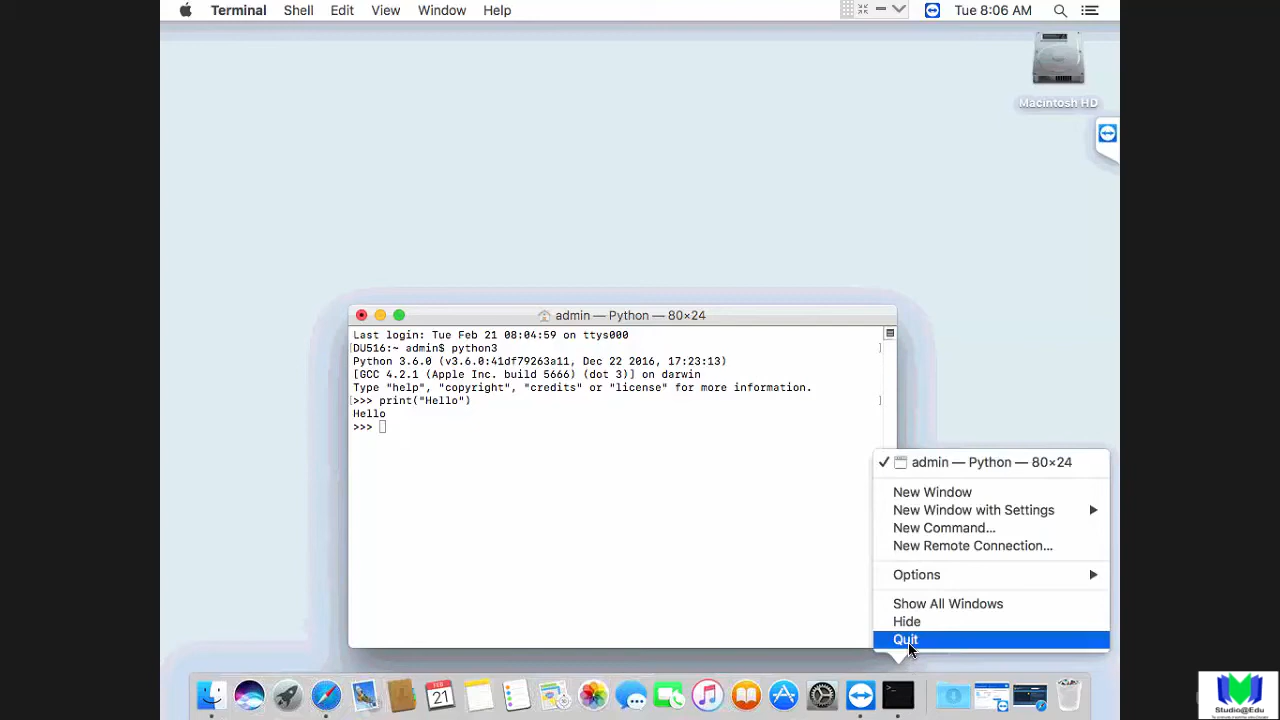 Terminal Shell Edit View Window Help Tue 8:06 AM
Macintosh HD
admin — Python — 80×24
Last login: Tue Feb 21 08:04:59 on ttys000
[DU516:~ admin$ python3 ]
Python 3.6.0 (v3.6.0:41df79263a11, Dec 22 2016, 17:23:13)
[GCC 4.2.1 (Apple Inc. build 5666) (dot 3)] on darwin
Type "help", "copyright", "credits" or "license" for more information.
[>>> print("Hello") ]
Hello
>>>
✓ admin — Python — 80×24
New Window
New Window with Settings
New Command...
New Remote Connection...
Options
Show All Windows
Hide
Quit
FEB
21
Studio@Edu